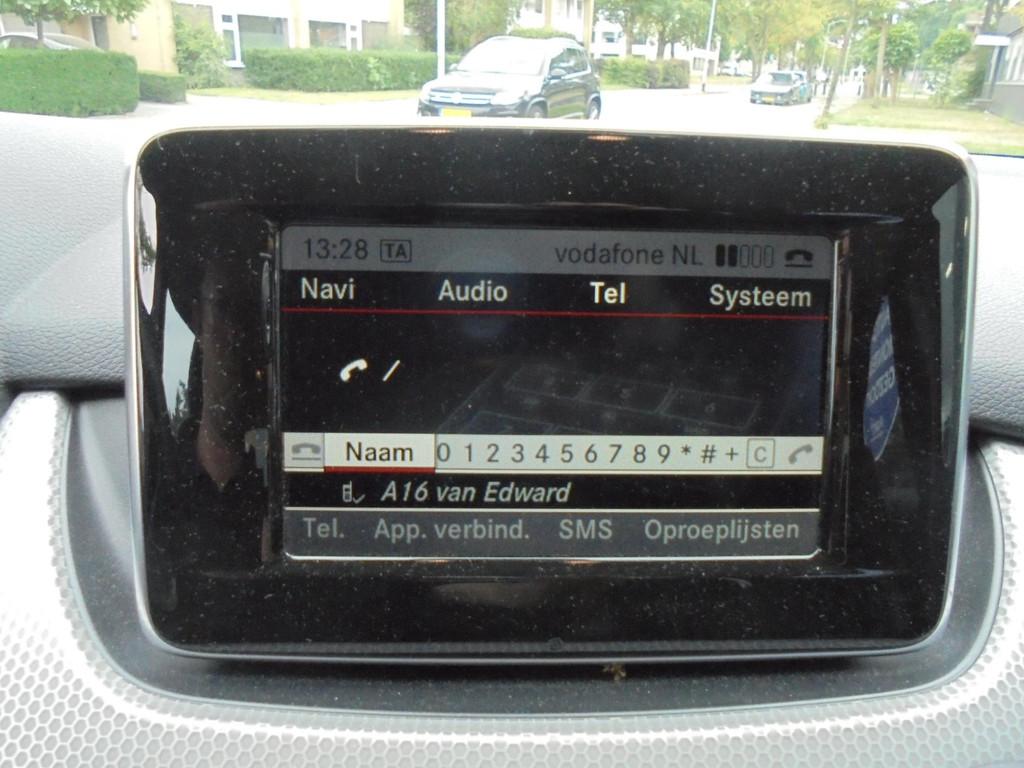 13:28 TA vodafone NL
Navi Audio Tel Systeem
/
Naam 0 1 2 3 4 5 6 7 8 9 * # + C
A16 van Edward
Tel. App. verbind. SMS Oproeplijsten